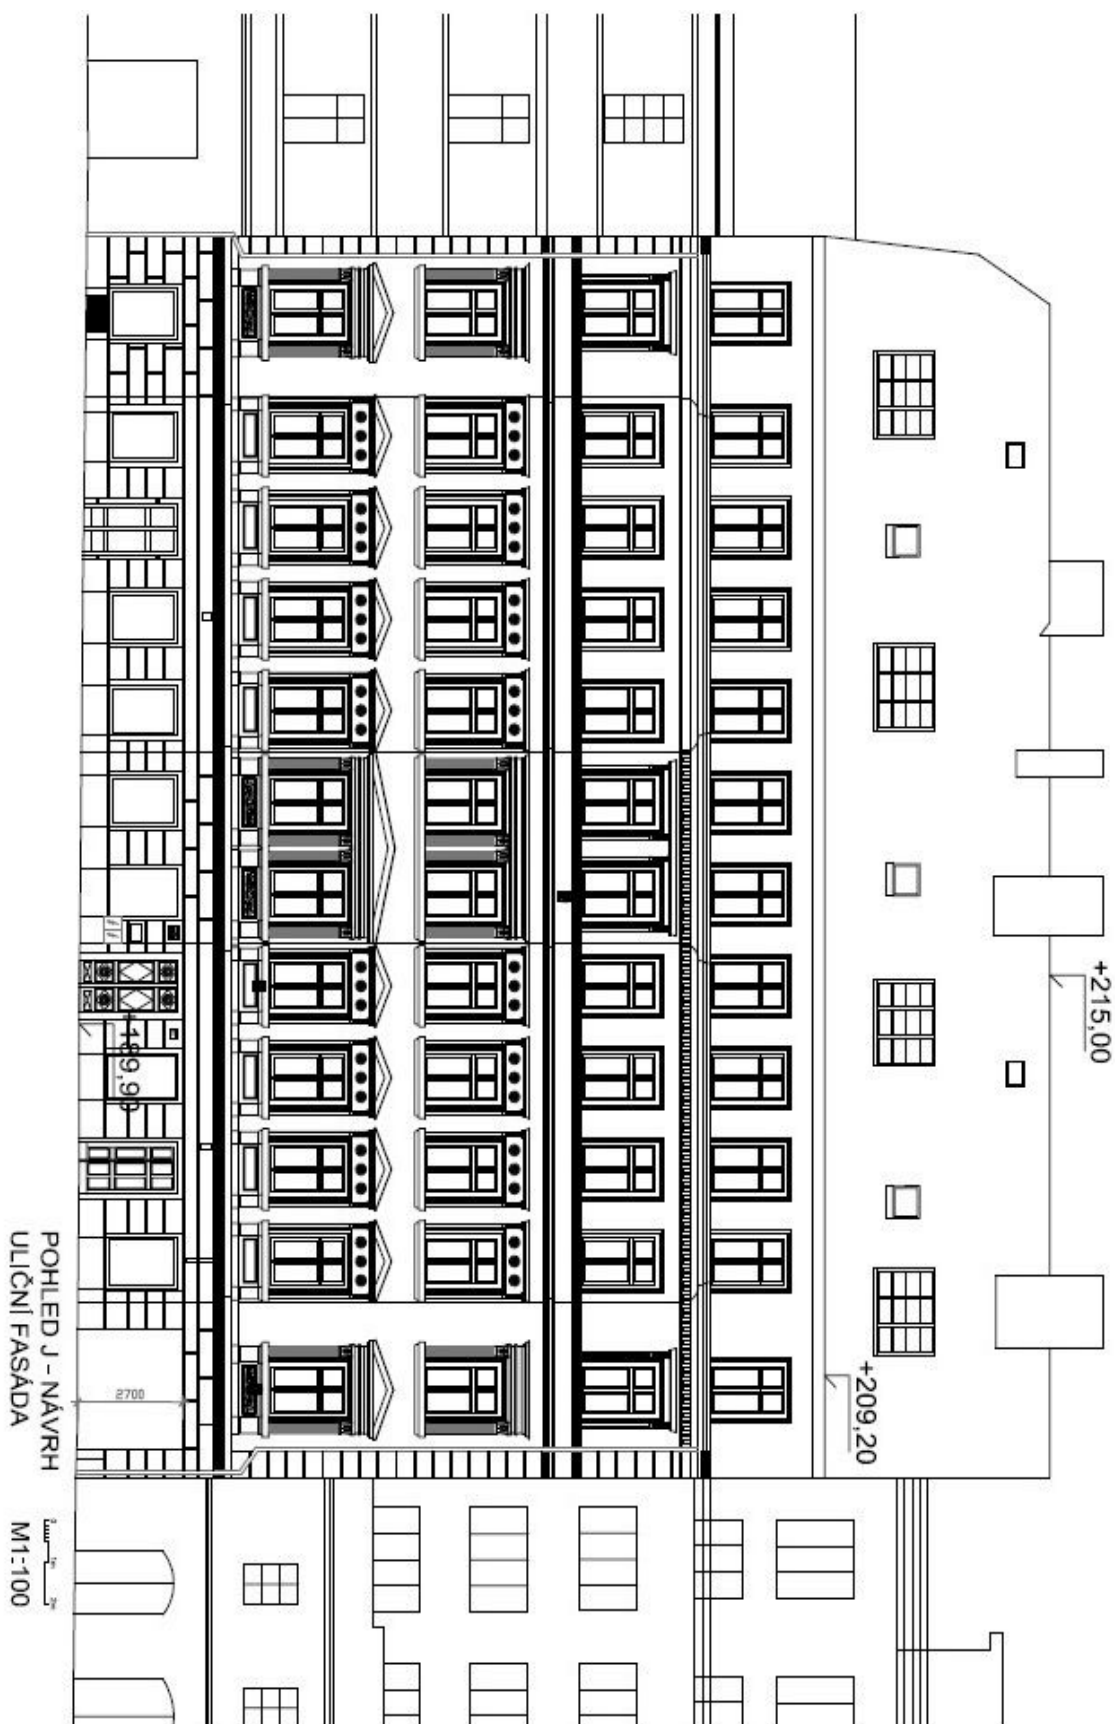 +215,00
+209,20
+189,90
2700
POHLED J - NÁVRH
ULIČNÍ FASÁDA
M1:100